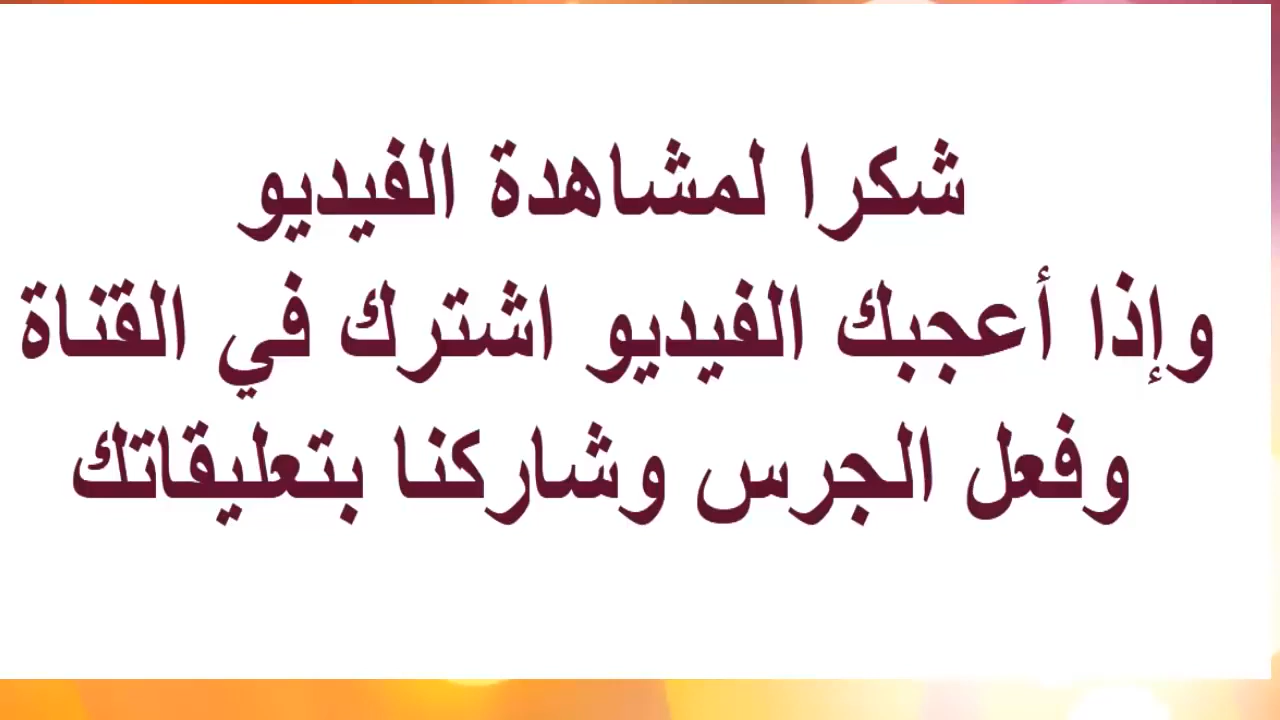 شكرا لمشاهدة الفيديو
وإذا أعجبك الفيديو اشترك في القناة
وفعل الجرس وشاركنا بتعليقاتك